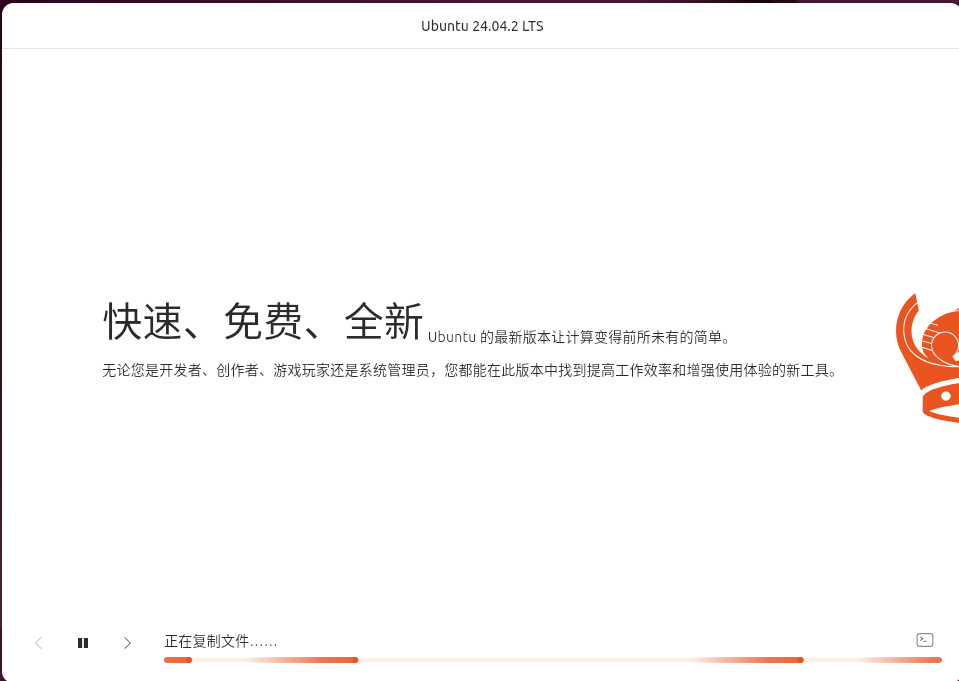 Ubuntu 24.04.2 LTS
快速、免费、全新 Ubuntu 的最新版本让计算变得前所未有的简单。
无论您是开发者、创作者、游戏玩家还是系统管理员，您都能在此版本中找到提高工作效率和增强使用体验的新工具。
正在复制文件……